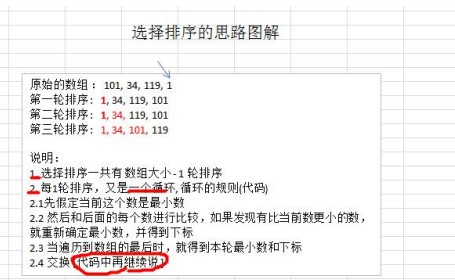 选择排序的思路图解
原始的数组： 101, 34, 119, 1
第一轮排序: 1, 34, 119, 101
第二轮排序: 1, 34, 119, 101
第三轮排序: 1, 34, 101, 119
说明:
1. 选择排序一共有 数组大小 - 1 轮排序
2. 每1轮排序，又是一个循环, 循环的规则(代码)
2.1先假定当前这个数是最小数
2.2 然后和后面的每个数进行比较，如果发现有比当前数更小的数，
就重新确定最小数，并得到下标
2.3 当遍历到数组的最后时，就得到本轮最小数和下标
2.4 交换 [代码中再继续说 ]